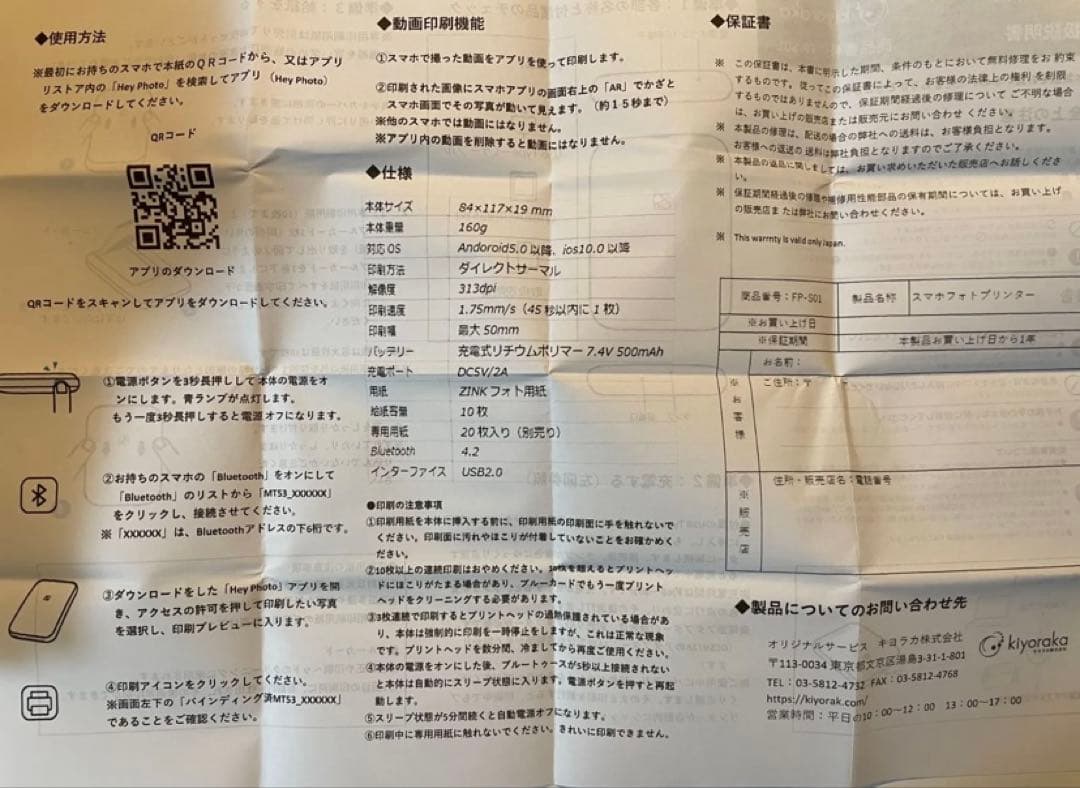 ◆使用方法
※最初にお持ちのスマホで本紙のQRコードから、又はアプリ
リストア内の「Hey Photo」を検索してアプリ（Hey Photo）
をダウンロードしてください。
QRコード
アプリのダウンロード
QRコードをスキャンしてアプリをダウンロードしてください。
①電源ボタンを3秒長押しして本体の電源をオ
ンにします。青ランプが点灯します。
もう一度3秒長押しすると電源オフになります。
②お持ちのスマホの「Bluetooth」をオンにして
「Bluetooth」のリストから「MT53_XXXXXX」
をクリックし、接続させてください。
※「XXXXXX」は、Bluetoothアドレスの下6桁です。
③ダウンロードをした「Hey Photo」アプリを開
き、アクセスの許可を押して印刷したい写真
を選択し、印刷プレビューに入ります。
④印刷アイコンをクリックしてください。
※画面左下の「バインディング済MT53_XXXXXX」
であることをご確認ください。
◆動画印刷機能
①スマホで撮った動画をアプリを使って印刷します。
②印刷された画像にスマホアプリの画面右上の「AR」でかざと
スマホ画面でその写真が動いて見えます。（約15秒まで）
※他のスマホでは動画にはなりません。
※アプリ内の動画を削除すると動画にはなりません。
◆仕様
本体サイズ 84×117×19 mm
本体重量 160g
対応OS Andoroid5.0以降、ios10.0以降
印刷方法 ダイレクトサーマル
解像度 313dpi
印刷速度 1.75mm/s（45秒以内に1枚）
印刷幅 最大50mm
バッテリー 充電式リチウムポリマー 7.4V 500mAh
充電ポート DC5V/2A
用紙 ZINKフォト用紙
給紙容量 10枚
専用用紙 20枚入り（別売り）
Bluetooth 4.2
インターフェイス USB2.0
●印刷の注意事項
①印刷用紙を本体に挿入する前に、印刷用紙の印刷面に手を触れないで
ください。印刷面に汚れやほこりが付着していないことをお確かめく
ださい。
②10枚以上の連続印刷はおやめください。10枚を超えるとプリントヘッ
ドにほこりがたまる場合があり、ブルーカードでもう一度プリント
ヘッドをクリーニングする必要があります。
③3枚連続で印刷するとプリントヘッドの過熱保護されている場合があ
り、本体は強制的に印刷を一時停止をしますが、これは正常な現象
です。プリントヘッドを数分間、冷ましてから再度ご使用ください。
④本体の電源をオンにした後、ブルートゥースが5秒以上接続されない
と本体は自動的にスリープ状態に入ります。電源ボタンを押すと再起
動します。
⑤スリープ状態が5分間続くと自動電源オフになります。
⑥印刷中に専用用紙に触れないでください。きれいに印刷できません。
◆保証書
※ この保証書は、本書に明示した期間、条件のもとにおいて無料修理をお約束
するものです。従ってこの保証書によって、お客様の法律上の権利を制限
するものではありませんので、保証期間経過後の修理についてご不明な場合
は、お買い上げの販売店または販売元にお問い合わせください。
※ 本製品の修理は、配送の場合の弊社への送料は、お客様負担となります。
お客様への返送の送料は弊社負担となりますのでご了承ください。
※ 本製品の返品に関しましては、お買い求めいただいた販売店へお話しくださ
い。
※ 保証期間経過後の修理や補修用性能部品の保有期間については、お買い上げ
の販売店または弊社にお問い合わせください。
※ This warrnty is valid only Japan.
商品番号：FP-S01 製品名称 スマホフォトプリンター
※お買い上げ日
※保証期間 本製品お買い上げ日から1年
※お客様
お名前：
ご住所：〒
※販売店
住所・販売店名：電話番号
◆製品についてのお問い合わせ先
オリジナルサービス キヨラカ株式会社
kiyoraka
〒113-0034 東京都文京区湯島3-31-1-801
TEL：03-5812-4732 FAX：03-5812-4768
https://kiyorak.com/
営業時間：平日の10：00～12：00 13：00～17：00